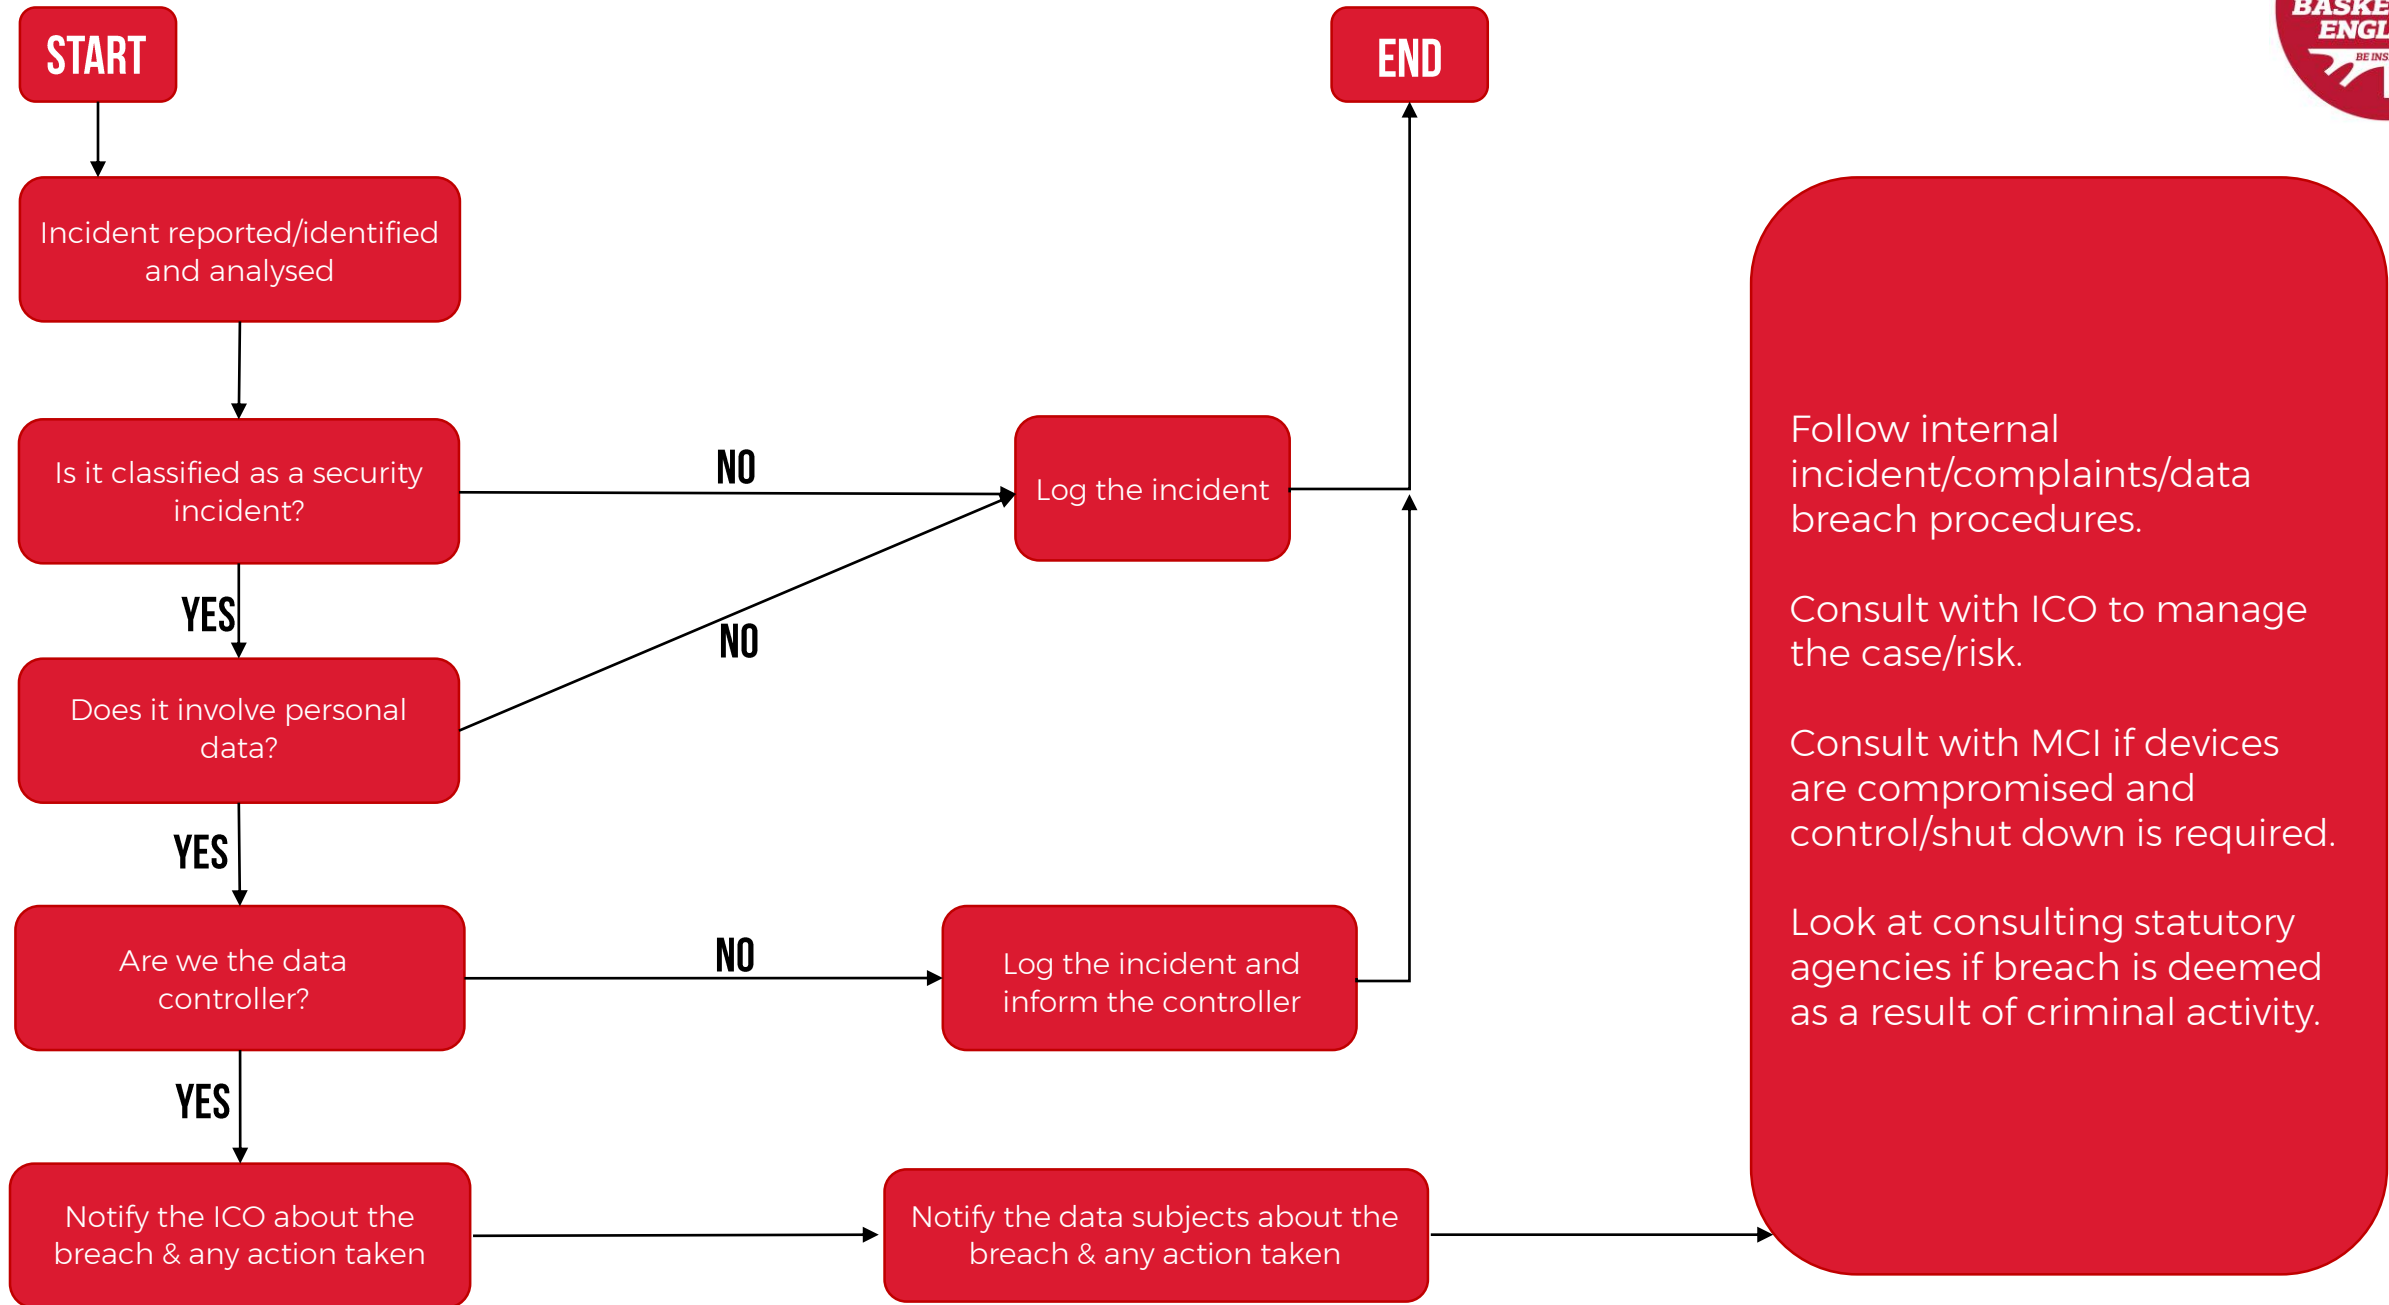 START
END
ENGL
Incident reported/identified
and analysed
Is it classified as a security
incident?
NO
Log the incident
YES
NO
Does it involve personal
data?
YES
Are we the data
controller?
NO
Log the incident and
inform the controller
YES
Notify the ICO about the
breach & any action taken
Notify the data subjects about the
breach & any action taken
Follow internal
incident/complaints/data
breach procedures.
Consult with ICO to manage
the case/risk.
Consult with MCI if devices
are compromised and
control/shut down is required.
Look at consulting statutory
agencies if breach is deemed
as a result of criminal activity.